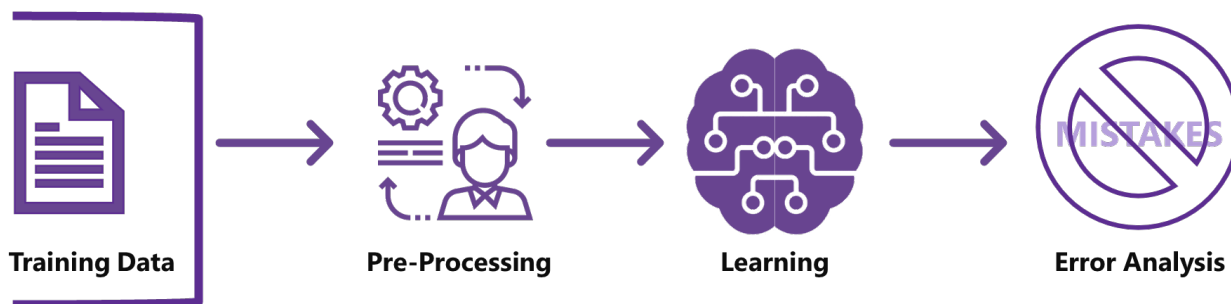 MISTAKES
Training Data
Pre-Processing
Learning
Error Analysis